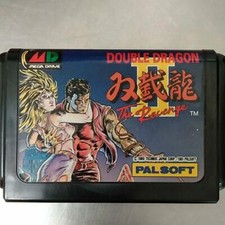 MD
MEGA DRIVE
DOUBLE DRAGON
双截龍
II
The Revenge
TM
PALSOFT